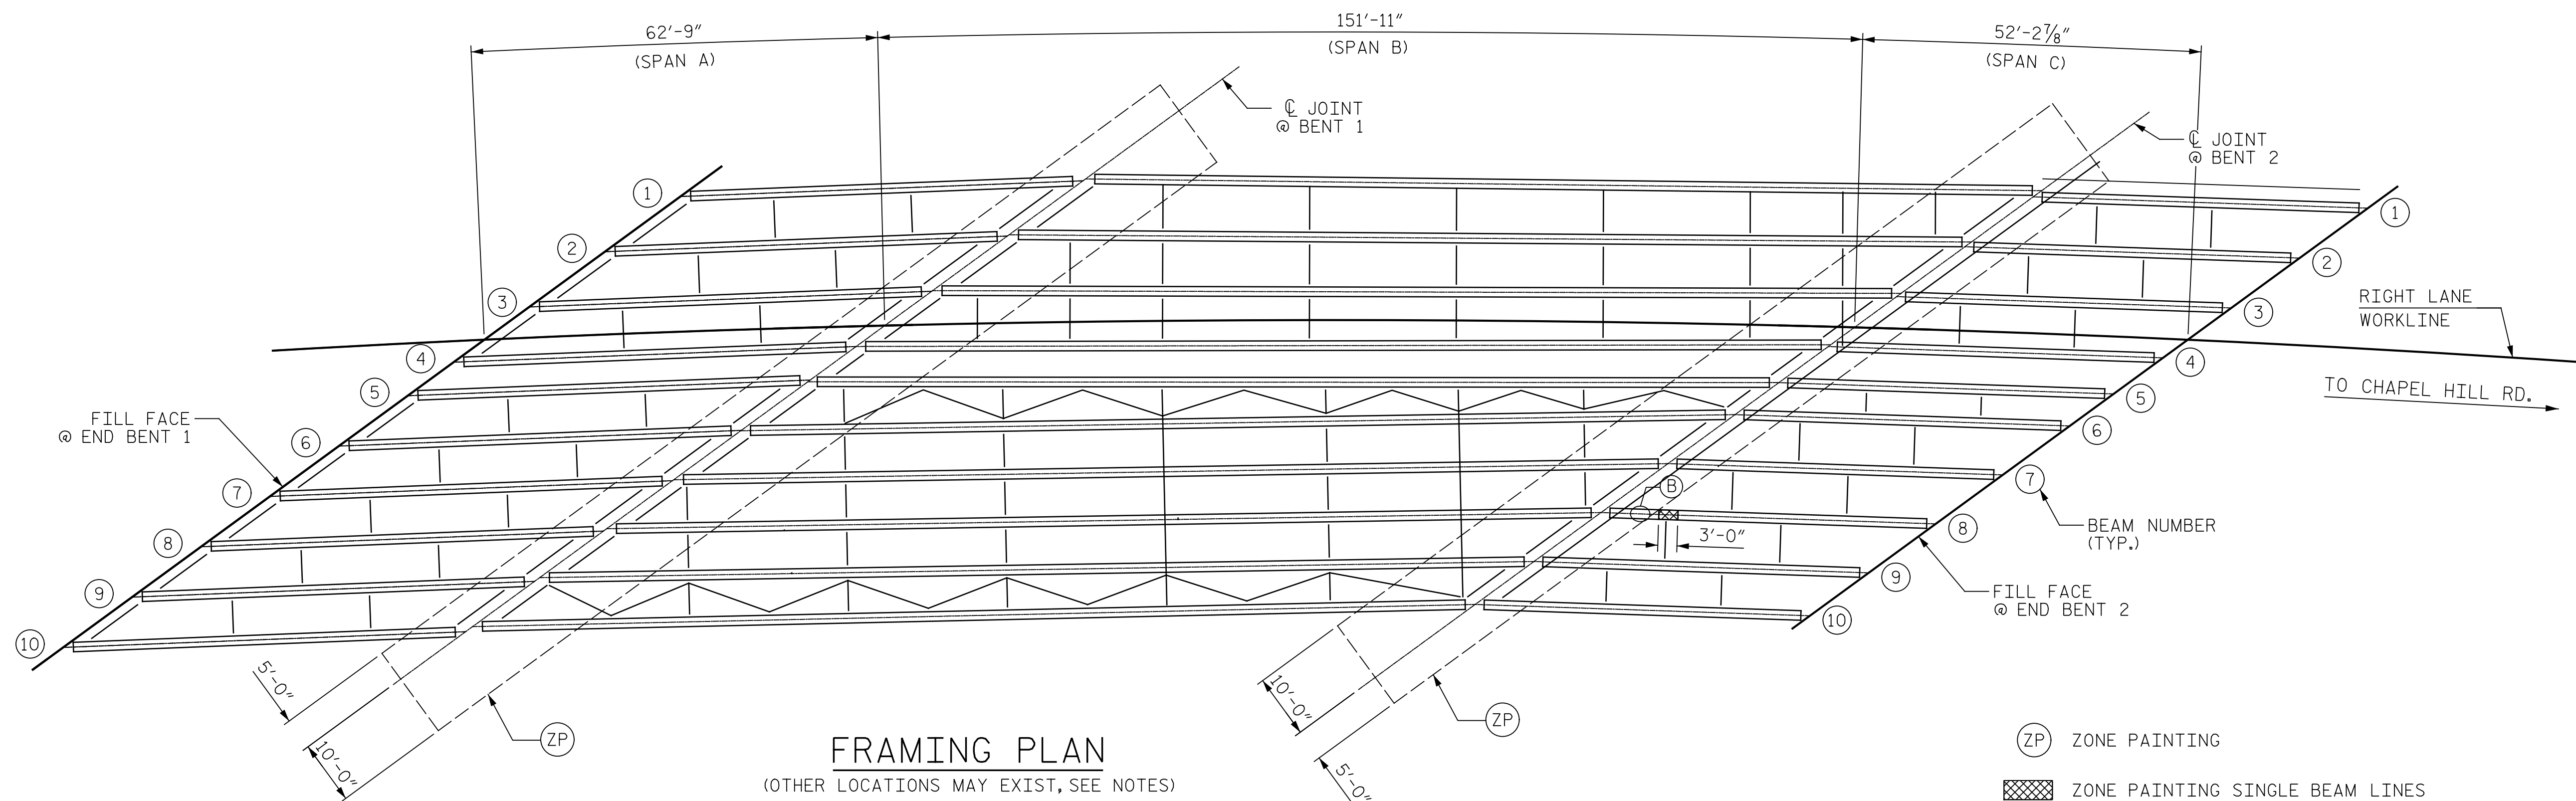 62'-9"
(SPAN A)
151'-11"
(SPAN B)
52'-2⅞"
(SPAN C)
℄ JOINT
@ BENT 1
℄ JOINT
@ BENT 2
1
2
3
4
5
6
7
8
9
10
1
2
3
4
5
6
7
8
9
10
RIGHT LANE
WORKLINE
TO CHAPEL HILL RD.
FILL FACE
@ END BENT 1
B
3'-0"
BEAM NUMBER
(TYP.)
FILL FACE
@ END BENT 2
5'-0"
10'-0"
ZP
10'-0"
5'-0"
ZP
FRAMING PLAN
(OTHER LOCATIONS MAY EXIST, SEE NOTES)
ZP ZONE PAINTING
ZONE PAINTING SINGLE BEAM LINES